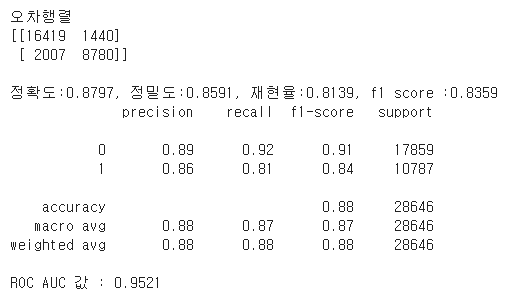 오차행렬
[[16419 1440]
[ 2007 8780]]
정확도:0.8797, 정밀도:0.8591, 재현율:0.8139, f1 score :0.8359
precision recall f1-score support
0 0.89 0.92 0.91 17859
1 0.86 0.81 0.84 10787
accuracy 0.88 28646
macro avg 0.88 0.87 0.87 28646
weighted avg 0.88 0.88 0.88 28646
ROC AUC 값 : 0.9521